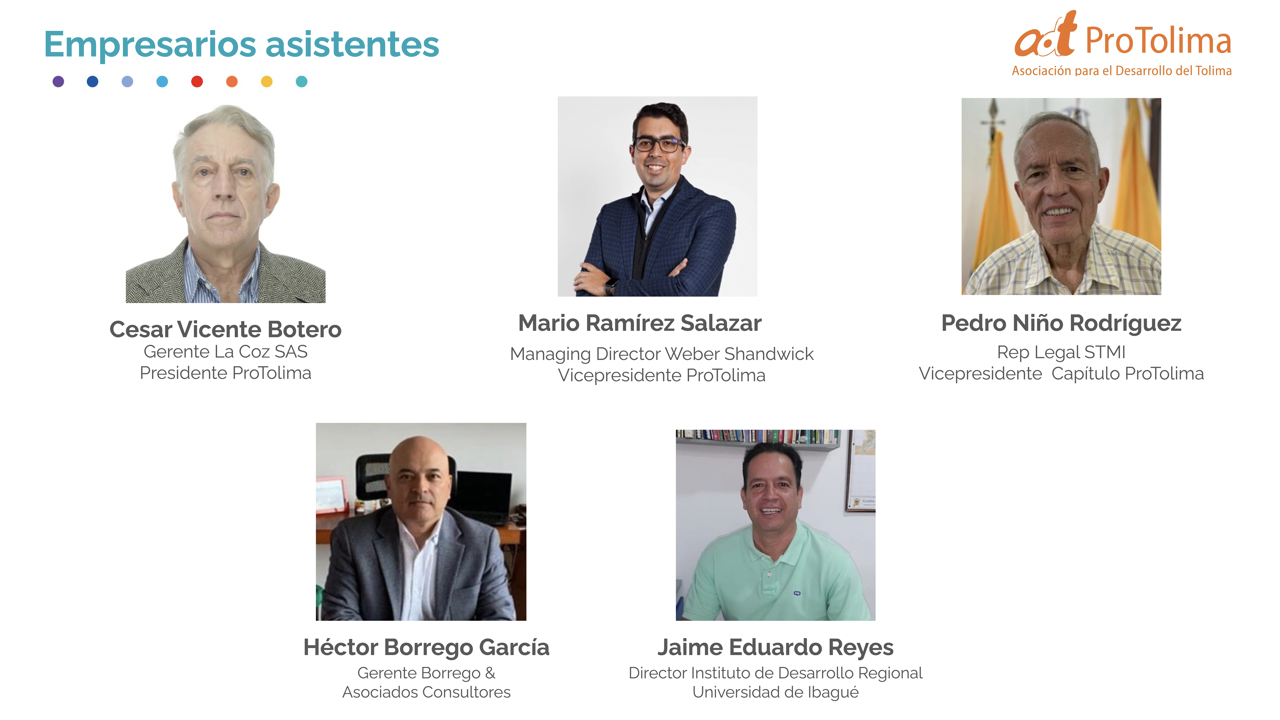 Empresarios asistentes
adt ProTolima
Asociación para el Desarrollo del Tolima
Cesar Vicente Botero
Gerente La Coz SAS
Presidente ProTolima
Mario Ramírez Salazar
Managing Director Weber Shandwick
Vicepresidente ProTolima
Pedro Niño Rodríguez
Rep Legal STMI
Vicepresidente  Capítulo ProTolima
Héctor Borrego García
Gerente Borrego &
Asociados Consultores
Jaime Eduardo Reyes
Director Instituto de Desarrollo Regional
Universidad de Ibagué